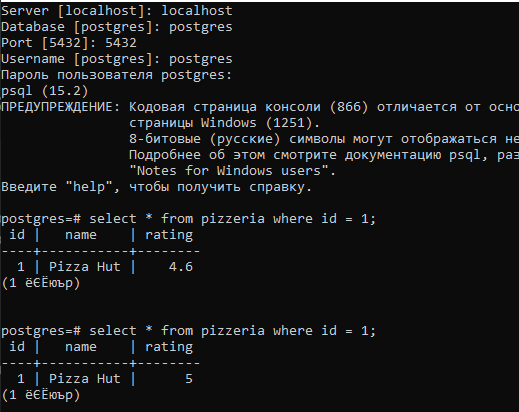 Server [localhost]: localhost
Database [postgres]: postgres
Port [5432]: 5432
Username [postgres]: postgres
Пароль пользователя postgres:
psql (15.2)
ПРЕДУПРЕЖДЕНИЕ: Кодовая страница консоли (866) отличается от осно
страницы Windows (1251).
8-битовые (русские) символы могут отображаться не
Подробнее об этом смотрите документацию psql, раз
"Notes for Windows users".
Введите "help", чтобы получить справку.
postgres=# select * from pizzeria where id = 1;
id | name | rating
----+-----------+--------
1 | Pizza Hut | 4.6
(1 ёЄЁюър)
postgres=# select * from pizzeria where id = 1;
id | name | rating
----+-----------+--------
1 | Pizza Hut | 5
(1 ёЄЁюър)